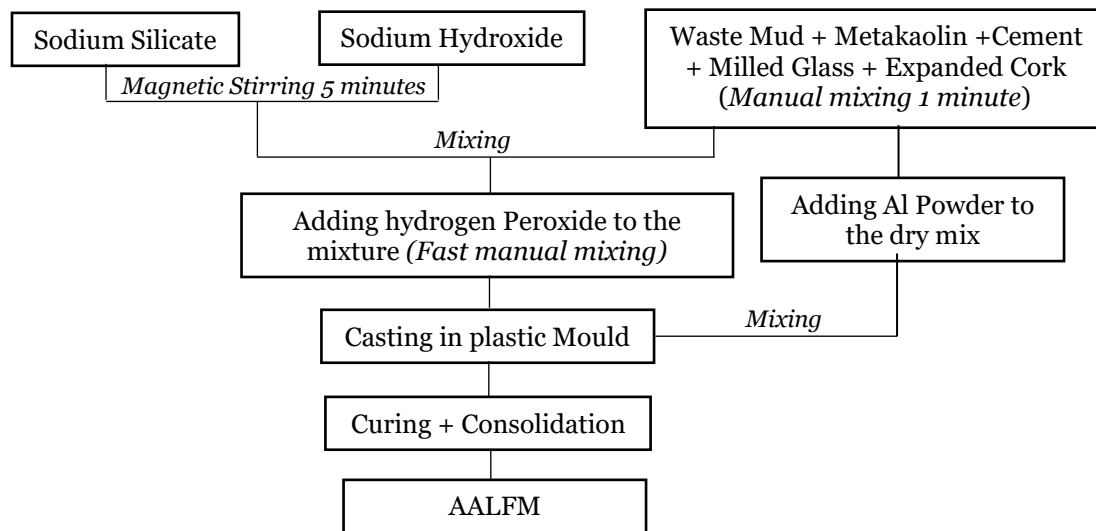 Sodium Silicate
Sodium Hydroxide
Waste Mud + Metakaolin +Cement
+ Milled Glass + Expanded Cork
(Manual mixing 1 minute)
Magnetic Stirring 5 minutes
Mixing
Adding hydrogen Peroxide to the
mixture (Fast manual mixing)
Adding Al Powder to
the dry mix
Casting in plastic Mould
Mixing
Curing + Consolidation
AALFM